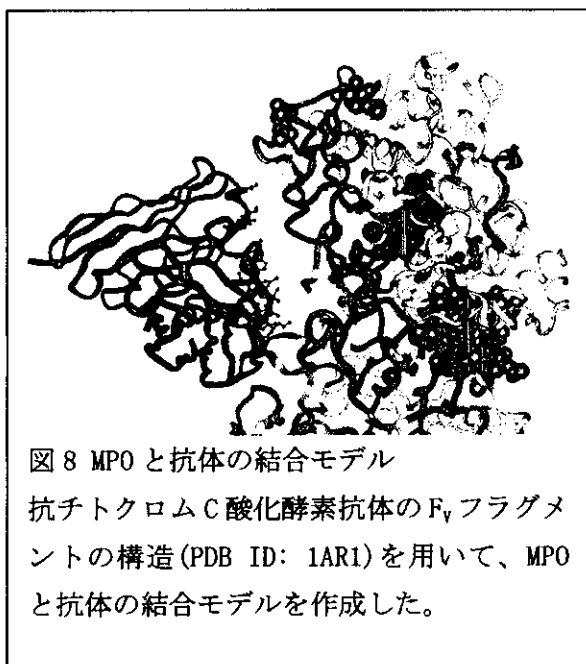 図 8 MPO と抗体の結合モデル
抗チトクロム C 酸化酵素抗体の Fv フラグメ
ントの構造(PDB ID: 1AR1)を用いて、MPO
と抗体の結合モデルを作成した。